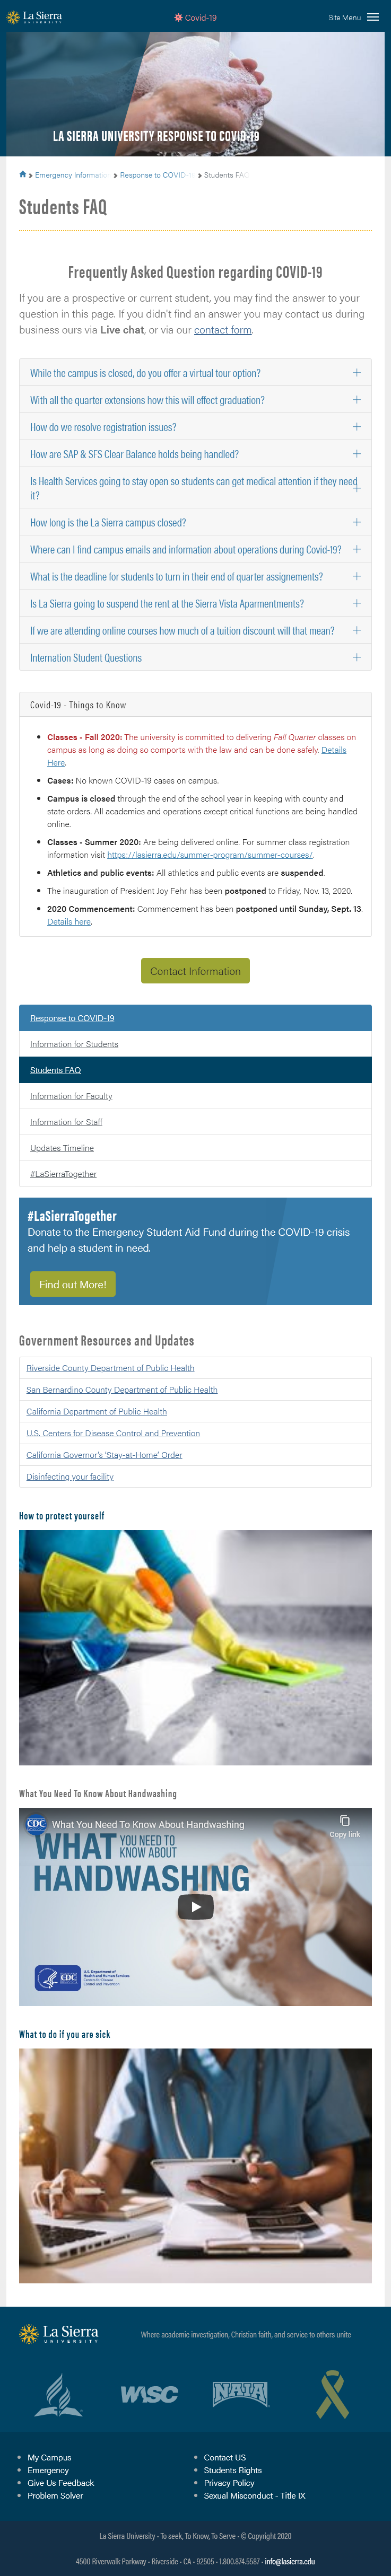 La Sierra
UNIVERSITY
Covid-19
Site Menu
LA SIERRA UNIVERSITY RESPONSE TO COVID-19
Emergency Information
Response to COVID-19
Students FAQ
Students FAQ
Frequently Asked Question regarding COVID-19
If you are a prospective or current student, you may find the answer to your
question in this page. If you didn't find an answer you may contact us during
business ours via Live chat, or via our contact form.
While the campus is closed, do you offer a virtual tour option?
With all the quarter extensions how this will effect graduation?
How do we resolve registration issues?
How are SAP & SFS Clear Balance holds being handled?
Is Health Services going to stay open so students can get medical attention if they need
it?
How long is the La Sierra campus closed?
Where can I find campus emails and information about operations during Covid-19?
What is the deadline for students to turn in their end of quarter assignements?
Is La Sierra going to suspend the rent at the Sierra Vista Aparmentments?
If we are attending online courses how much of a tuition discount will that mean?
Internation Student Questions
Covid-19 - Things to Know
Classes - Fall 2020: The university is committed to delivering Fall Quarter classes on
campus as long as doing so comports with the law and can be done safely. Details
Here.
Cases: No known COVID-19 cases on campus.
Campus is closed through the end of the school year in keeping with county and
state orders. All academics and operations except critical functions are being handled
online.
Classes - Summer 2020: Are being delivered online. For summer class registration
information visit https://lasierra.edu/summer-program/summer-courses/.
Athletics and public events: All athletics and public events are suspended.
The inauguration of President Joy Fehr has been postponed to Friday, Nov. 13, 2020.
2020 Commencement: Commencement has been postponed until Sunday, Sept. 13.
Details here.
Contact Information
Response to COVID-19
Information for Students
Students FAQ
Information for Faculty
Information for Staff
Updates Timeline
#LaSierraTogether
#LaSierraTogether
Donate to the Emergency Student Aid Fund during the COVID-19 crisis
and help a student in need.
Find out More!
Government Resources and Updates
Riverside County Department of Public Health
San Bernardino County Department of Public Health
California Department of Public Health
U.S. Centers for Disease Control and Prevention
California Governor's 'Stay-at-Home' Order
Disinfecting your facility
How to protect yourself
What You Need To Know About Handwashing
CDC
What You Need To Know About Handwashing
Copy link
WHAT YOU NEED TO
KNOW ABOUT
HANDWASHING
CDC
U.S. Department of
Health and Human Services
Centers for Disease
Control and Prevention
What to do if you are sick
La Sierra
UNIVERSITY
Where academic investigation, Christian faith, and service to others unite
WASC
NAIA
My Campus
Emergency
Give Us Feedback
Problem Solver
Contact US
Students Rights
Privacy Policy
Sexual Misconduct - Title IX
La Sierra University - To seek, To Know, To Serve - © Copyright 2020
4500 Riverwalk Parkway - Riverside - CA - 92505 - 1.800.874.5587 - info@lasierra.edu